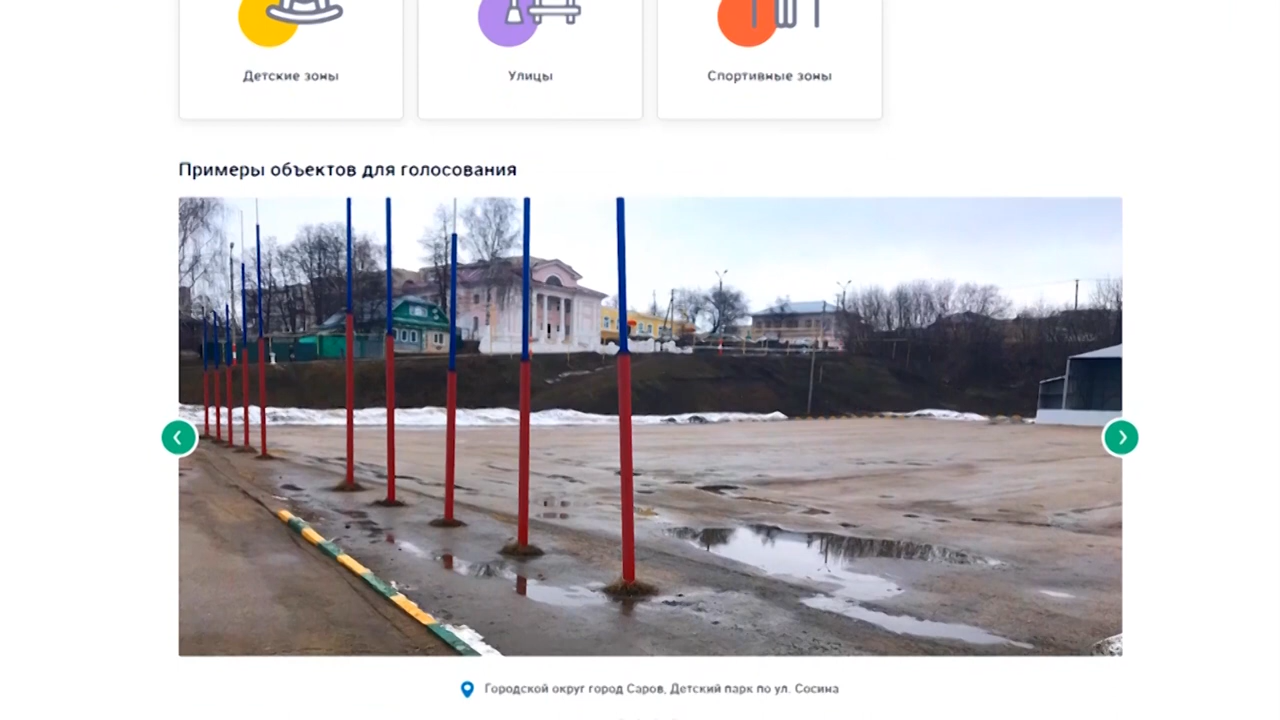 Детские зоны
Улицы
Спортивные зоны
Примеры объектов для голосования
Городской округ город Саров, Детский парк по ул. Сосина